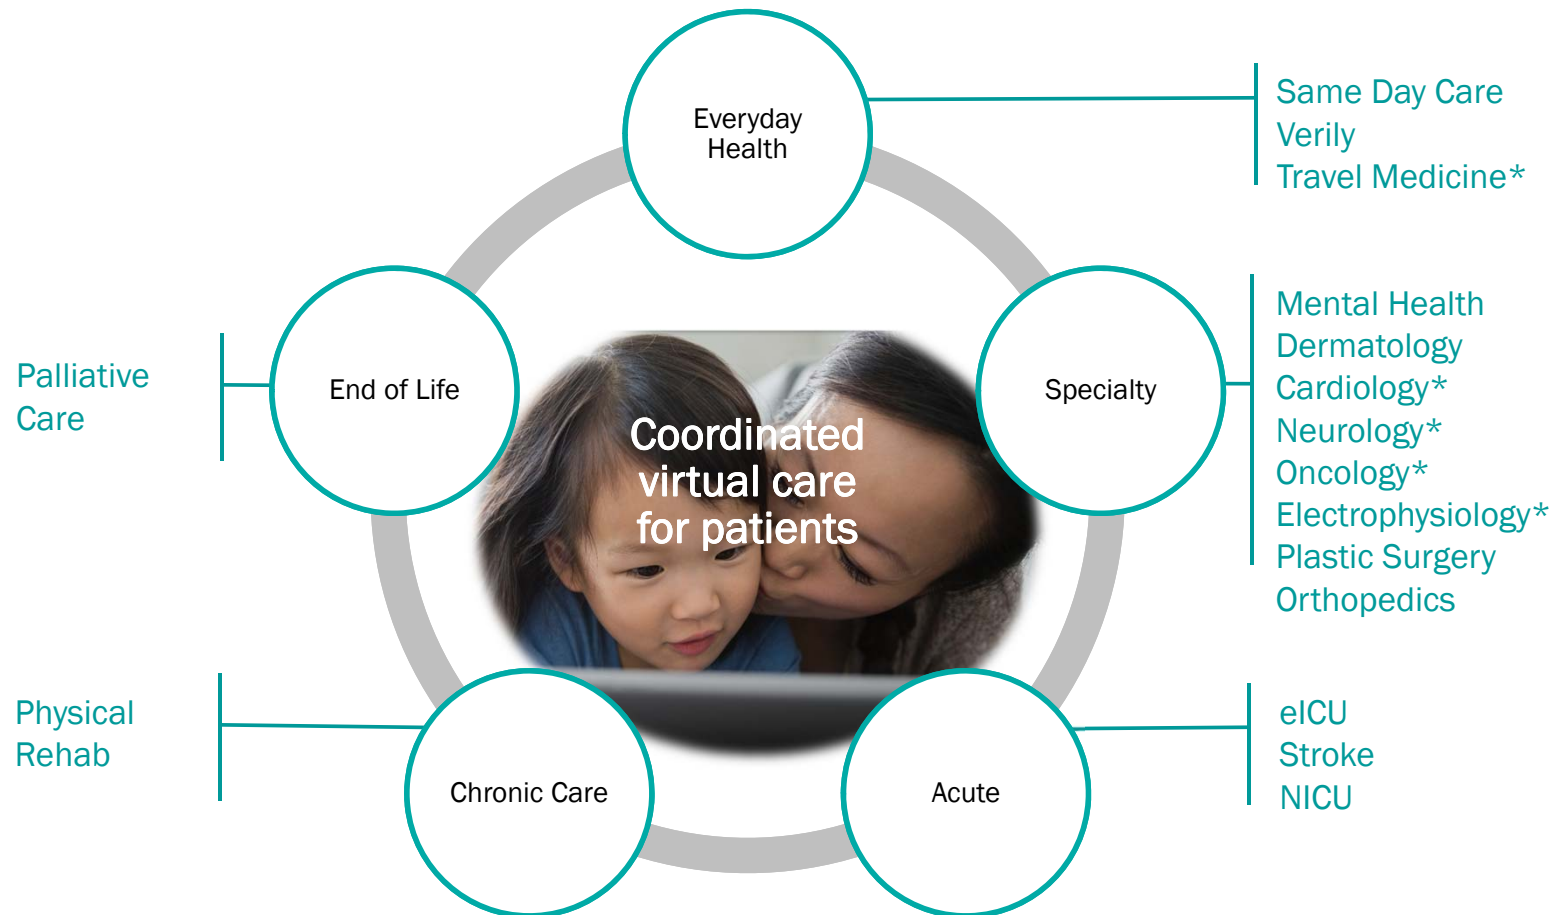 Everyday
Health
Same Day Care
Verily
Travel Medicine*
Specialty
Mental Health
Dermatology
Cardiology*
Neurology*
Oncology*
Electrophysiology*
Plastic Surgery
Orthopedics
Acute
eICU
Stroke
NICU
Chronic Care
Physical
Rehab
End of Life
Palliative
Care
Coordinated
virtual care
for patients